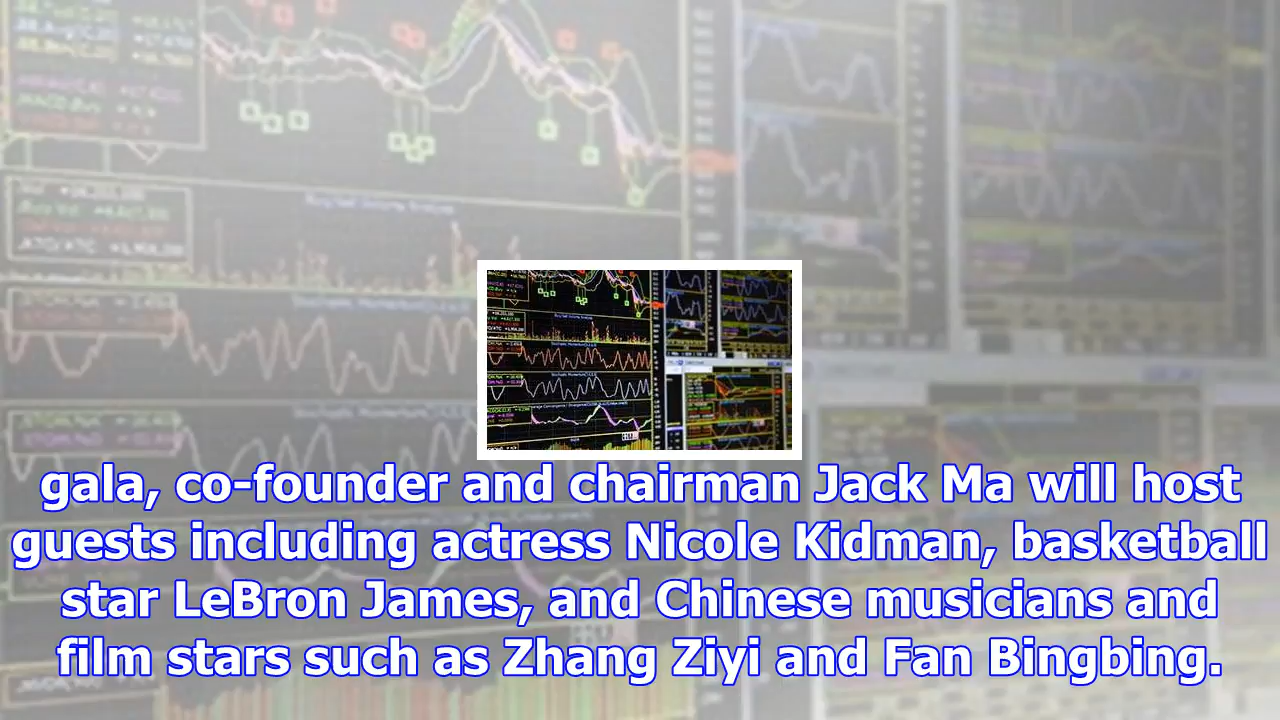 gala, co-founder and chairman Jack Ma will host
guests including actress Nicole Kidman, basketball
star LeBron James, and Chinese musicians and
film stars such as Zhang Ziyi and Fan Bingbing.